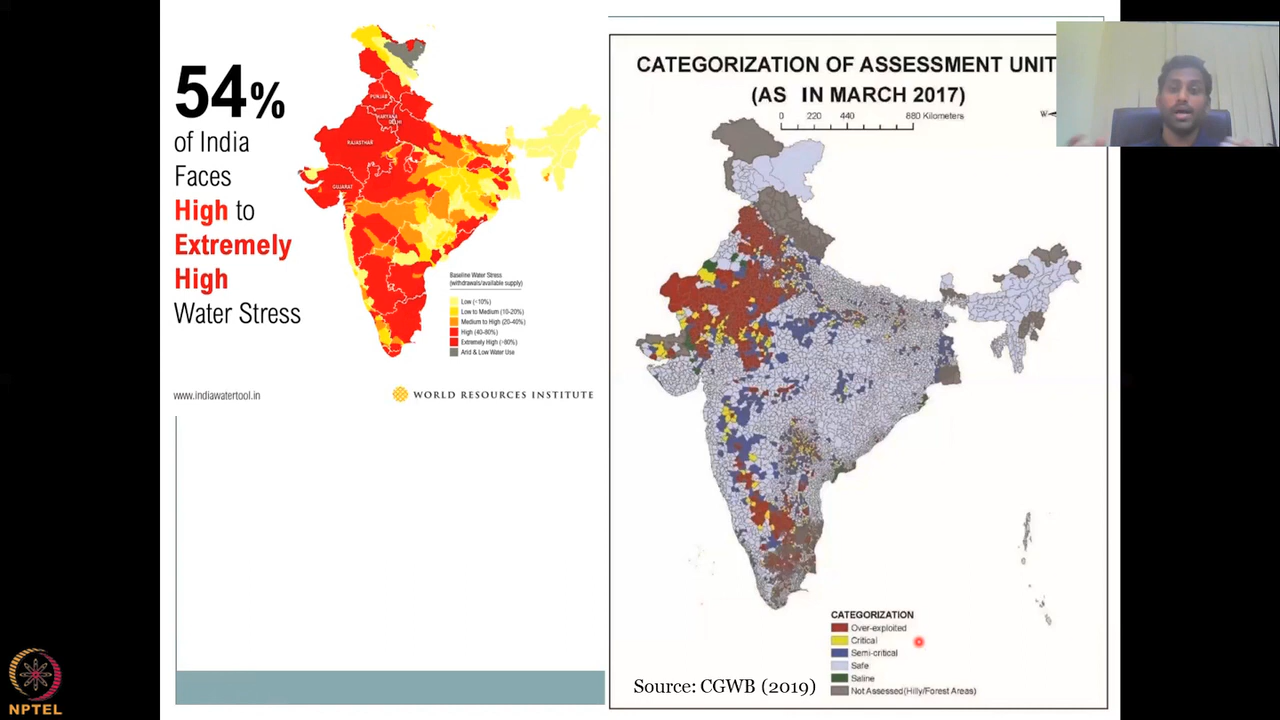 54%
of India
Faces
High to
Extremely
High
Water Stress
PUNJAB
HARYANA
DELHI
RAJASTHAN
GUJARAT
Baseline Water Stress
(withdrawals/available supply)
Low (<10%)
Low to Medium (10-20%)
Medium to High (20-40%)
High (40-80%)
Extremely High (>80%)
Arid & Low Water Use
www.indiawatertool.in
WORLD RESOURCES INSTITUTE
CATEGORIZATION OF ASSESSMENT UNIT
(AS IN MARCH 2017)
0 220 440 880 Kilometers
W
CATEGORIZATION
Over-exploited
Critical
Semi-critical
Safe
Saline
Not Assessed(Hilly/Forest Areas)
Source: CGWB (2019)
NPTEL